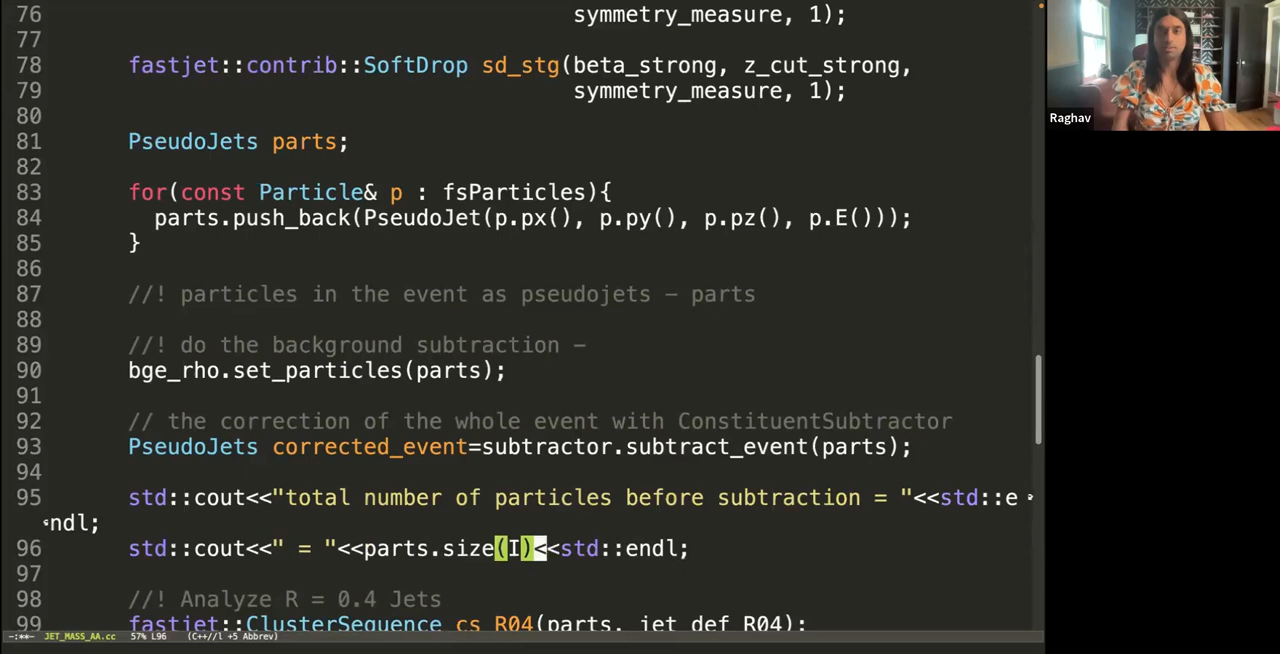 76 symmetry_measure, 1);
77
78 fastjet::contrib::SoftDrop sd_stg(beta_strong, z_cut_strong,
79 symmetry_measure, 1);
80
81 PseudoJets parts;
82
83 for(const Particle& p : fsParticles){
84 parts.push_back(PseudoJet(p.px(), p.py(), p.pz(), p.E()));
85 }
86
87 //! particles in the event as pseudojets - parts
88
89 //! do the background subtraction -
90 bge_rho.set_particles(parts);
91
92 // the correction of the whole event with ConstituentSubtractor
93 PseudoJets corrected_event=subtractor.subtract_event(parts);
94
95 std::cout<<"total number of particles before subtraction = "<<std::e
ndl;
96 std::cout<<" = "<<parts.size(I)<<std::endl;
97
98 //! Analyze R = 0.4 Jets
99 fastjet::ClusterSequence cs_R04(parts, jet_def_R04);
-:**- JET_MASS_AA.cc 57% L96 (C++//l +5 Abbrev)
Raghav